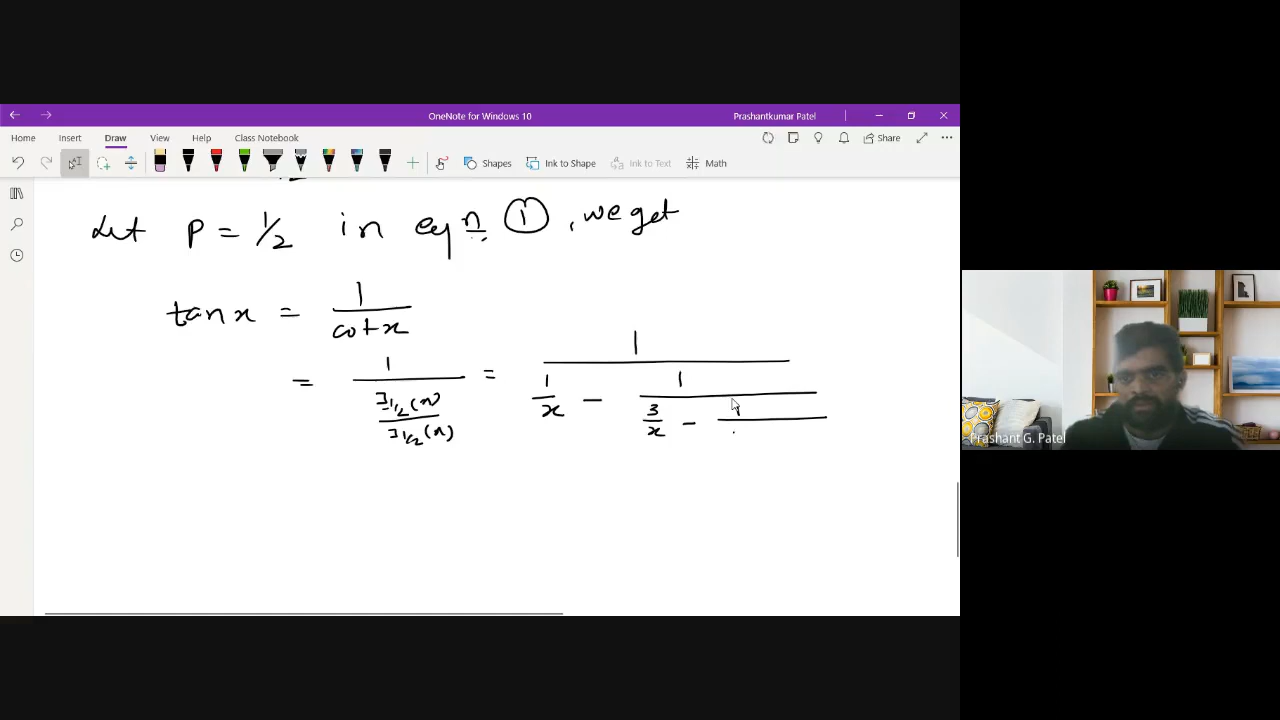 OneNote for Windows 10
Prashantkumar Patel
Home Insert Draw View Help Class Notebook
Share
Shapes Ink to Shape Ink to Text Math
Let P = 1/2 in eqn ①, we get
tan x = 1 / cot x
= 1 / (J1/2(x) / J1/2(x)) = 1 / (1/x - 1 / (3/x - 1 /
Prashant G. Patel